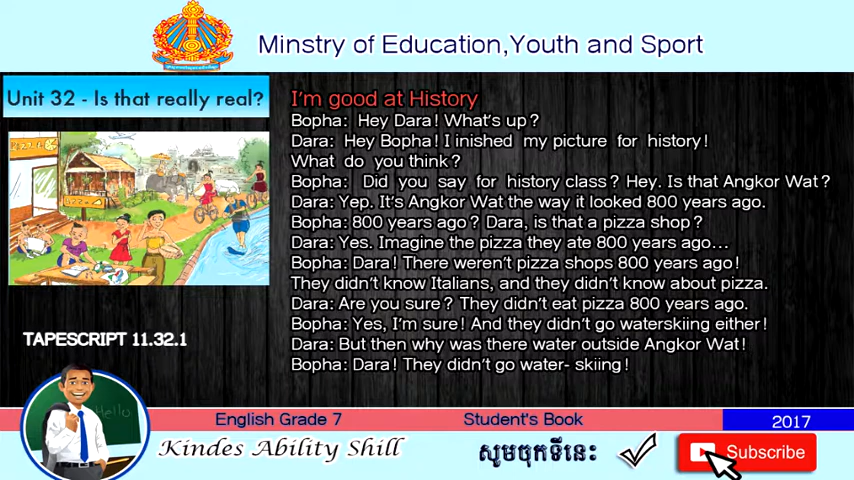 Minstry of Education,Youth and Sport
Unit 32 - Is that really real?
I'm good at History
Bopha: Hey Dara! What's up?
Dara: Hey Bopha! I inished my picture for history!
What do you think?
Bopha: Did you say for history class? Hey. Is that Angkor Wat?
Dara: Yep. It's Angkor Wat the way it looked 800 years ago.
Bopha: 800 years ago? Dara, is that a pizza shop?
Dara: Yes. Imagine the pizza they ate 800 years ago...
Bopha: Dara! There weren't pizza shops 800 years ago!
They didn't know Italians, and they didn't know about pizza.
Dara: Are you sure? They didn't eat pizza 800 years ago.
Bopha: Yes, I'm sure! And they didn't go waterskiing either!
Dara: But then why was there water outside Angkor Wat!
Bopha: Dara! They didn't go water- skiing!
PIZZA
TAPESCRIPT 11.32.1
Hello
English Grade 7
Student's Book
2017
Kindes Ability Shill
សូមចុកទីនេះ
Subscribe